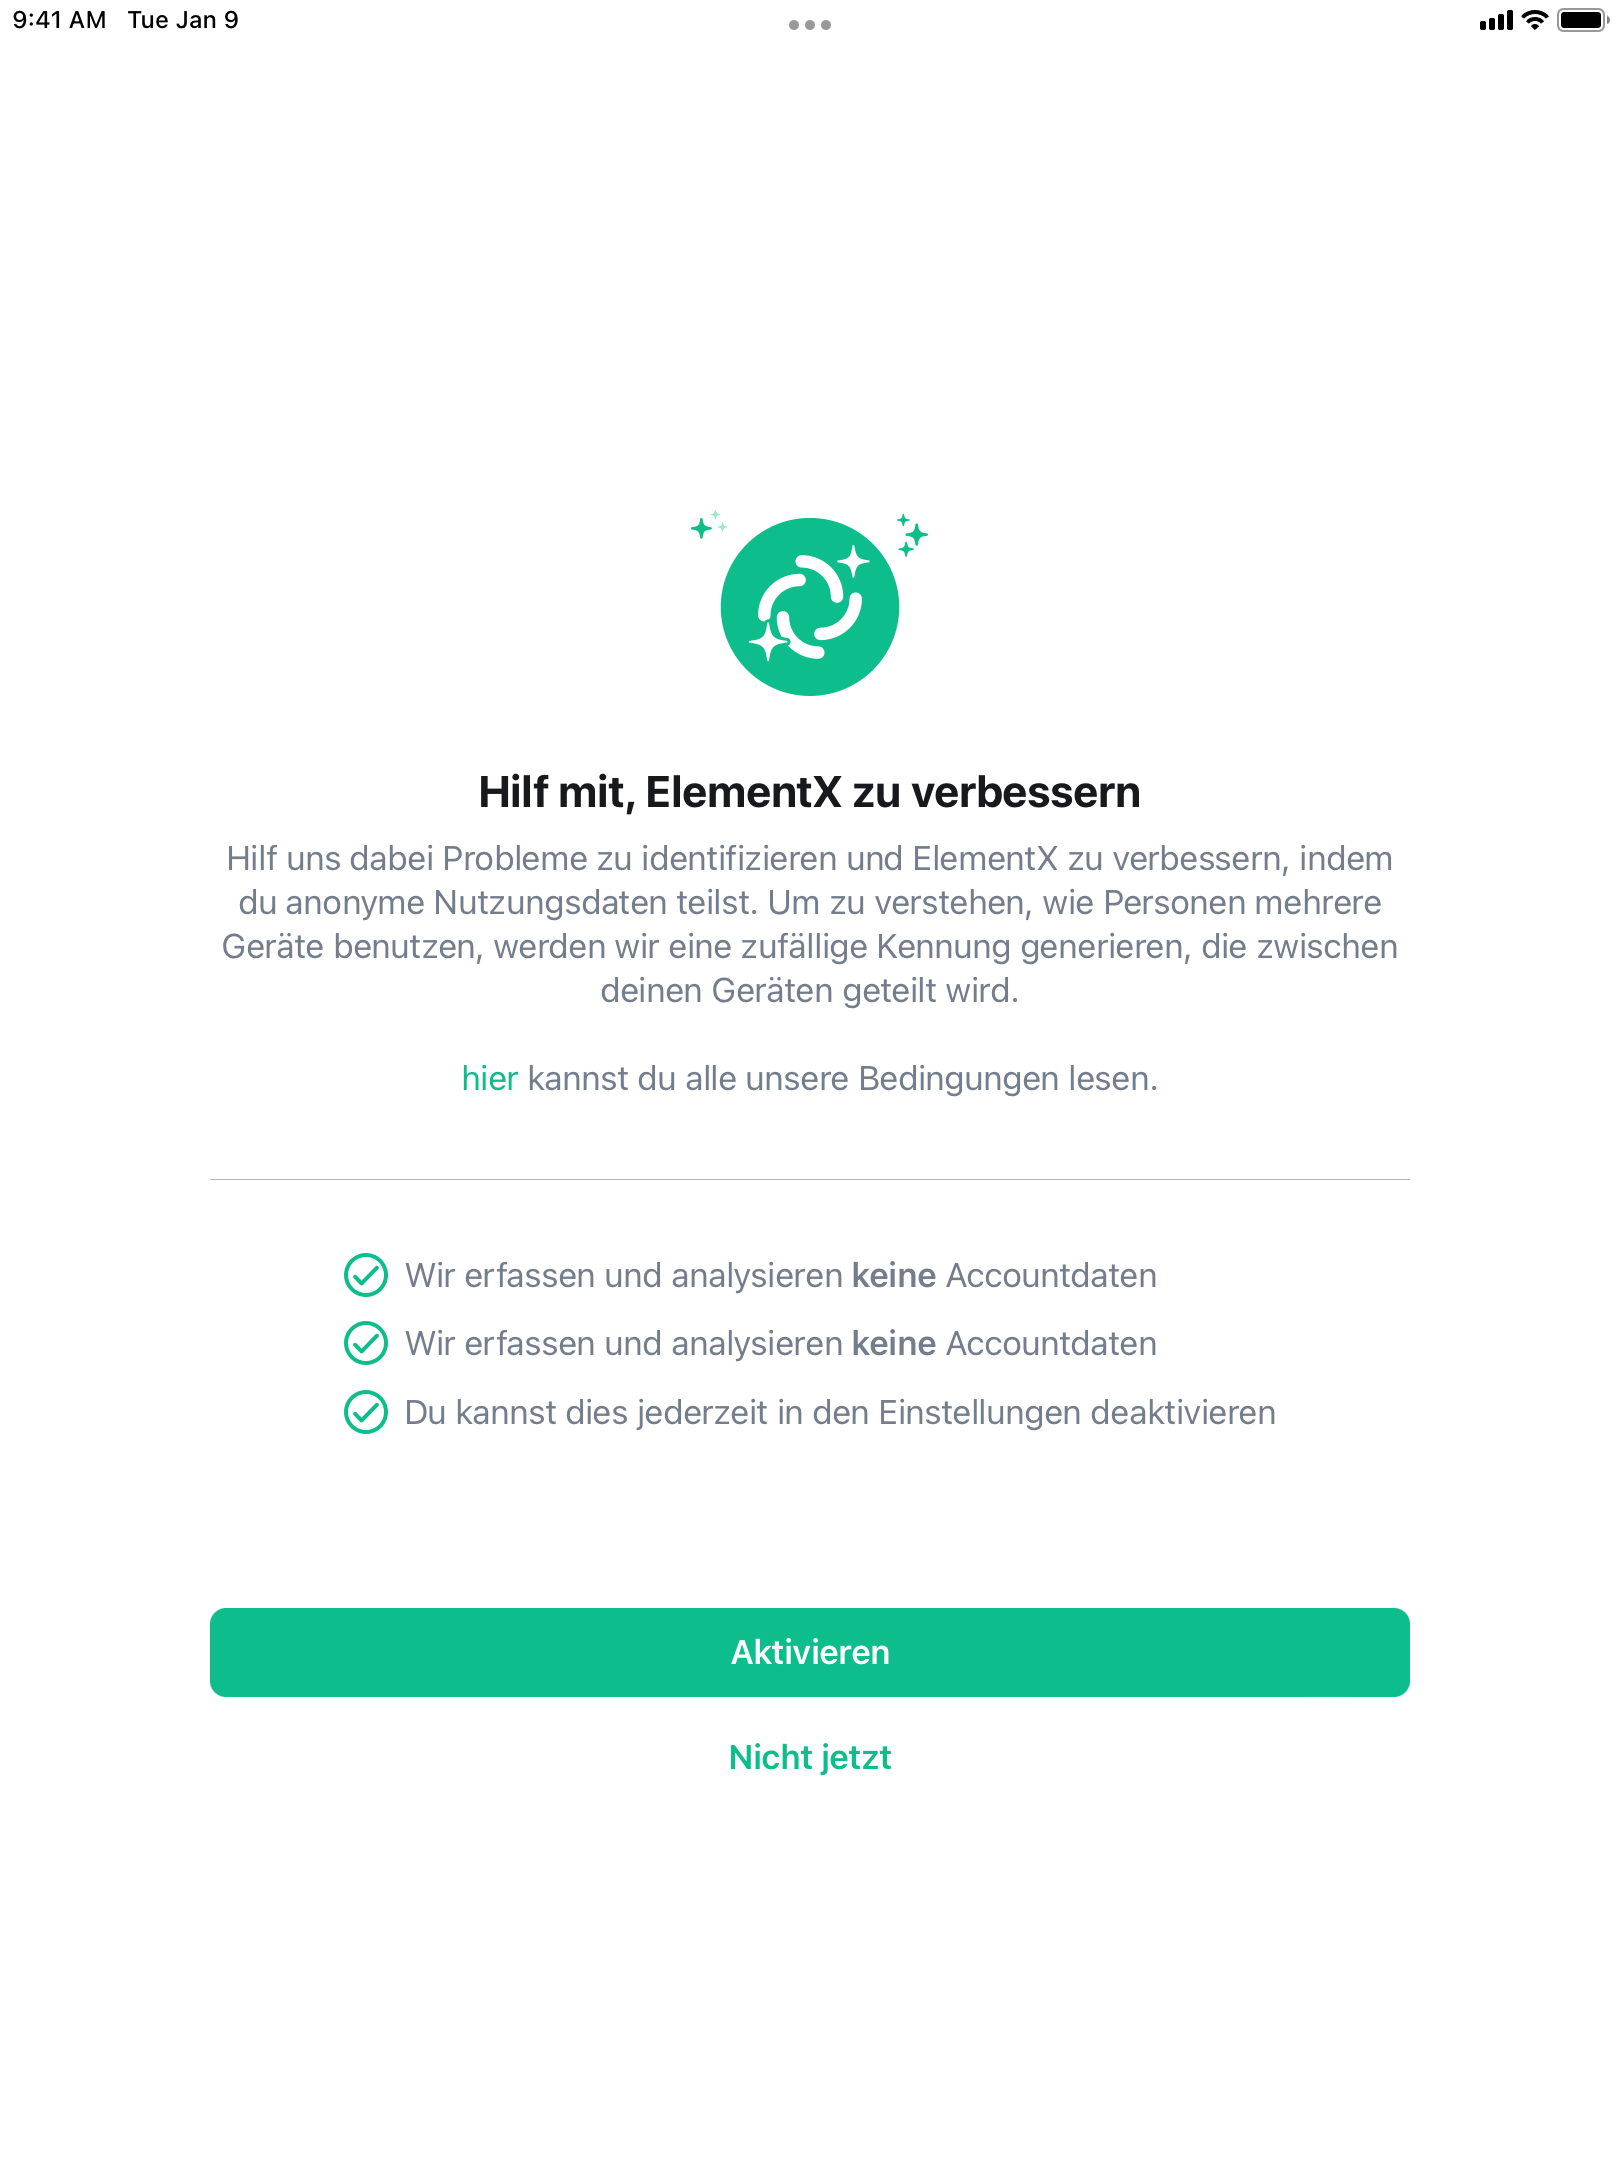 9:41 AM Tue Jan 9
Hilf mit, ElementX zu verbessern
Hilf uns dabei Probleme zu identifizieren und ElementX zu verbessern, indem
du anonyme Nutzungsdaten teilst. Um zu verstehen, wie Personen mehrere
Geräte benutzen, werden wir eine zufällige Kennung generieren, die zwischen
deinen Geräten geteilt wird.
hier kannst du alle unsere Bedingungen lesen.
Wir erfassen und analysieren keine Accountdaten
Wir erfassen und analysieren keine Accountdaten
Du kannst dies jederzeit in den Einstellungen deaktivieren
Aktivieren
Nicht jetzt